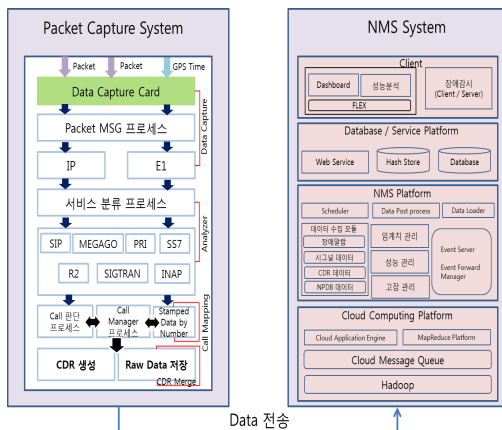 Packet Capture System
Packet
Packet
GPS Time
Data Capture Card
Packet MSG 프로세스
IP
E1
Data Capture
서비스 분류 프로세스
SIP
MEGAGO
PRI
SS7
R2
SIGTRAN
INAP
Analyzer
Call 판단
프로세스
Call
Manager
프로세스
Stamped
Data by
Number
Call Mapping
CDR 생성
Raw Data 저장
CDR Merge
NMS System
Client
Dashboard
성능분석
FLEX
장애감시
(Client / Server)
Database / Service Platform
Web Service
Hash Store
Database
NMS Platform
Scheduler
Data Post process
Data Loader
데이터 수집 모듈
장애알람
시그널 데이터
CDR 데이터
NPDB 데이터
임계치 관리
성능 관리
고장 관리
Event Server
Event Forward
Manager
Cloud Computing Platform
Cloud Application Engine
MapReduce Platform
Cloud Message Queue
Hadoop
Data 전송